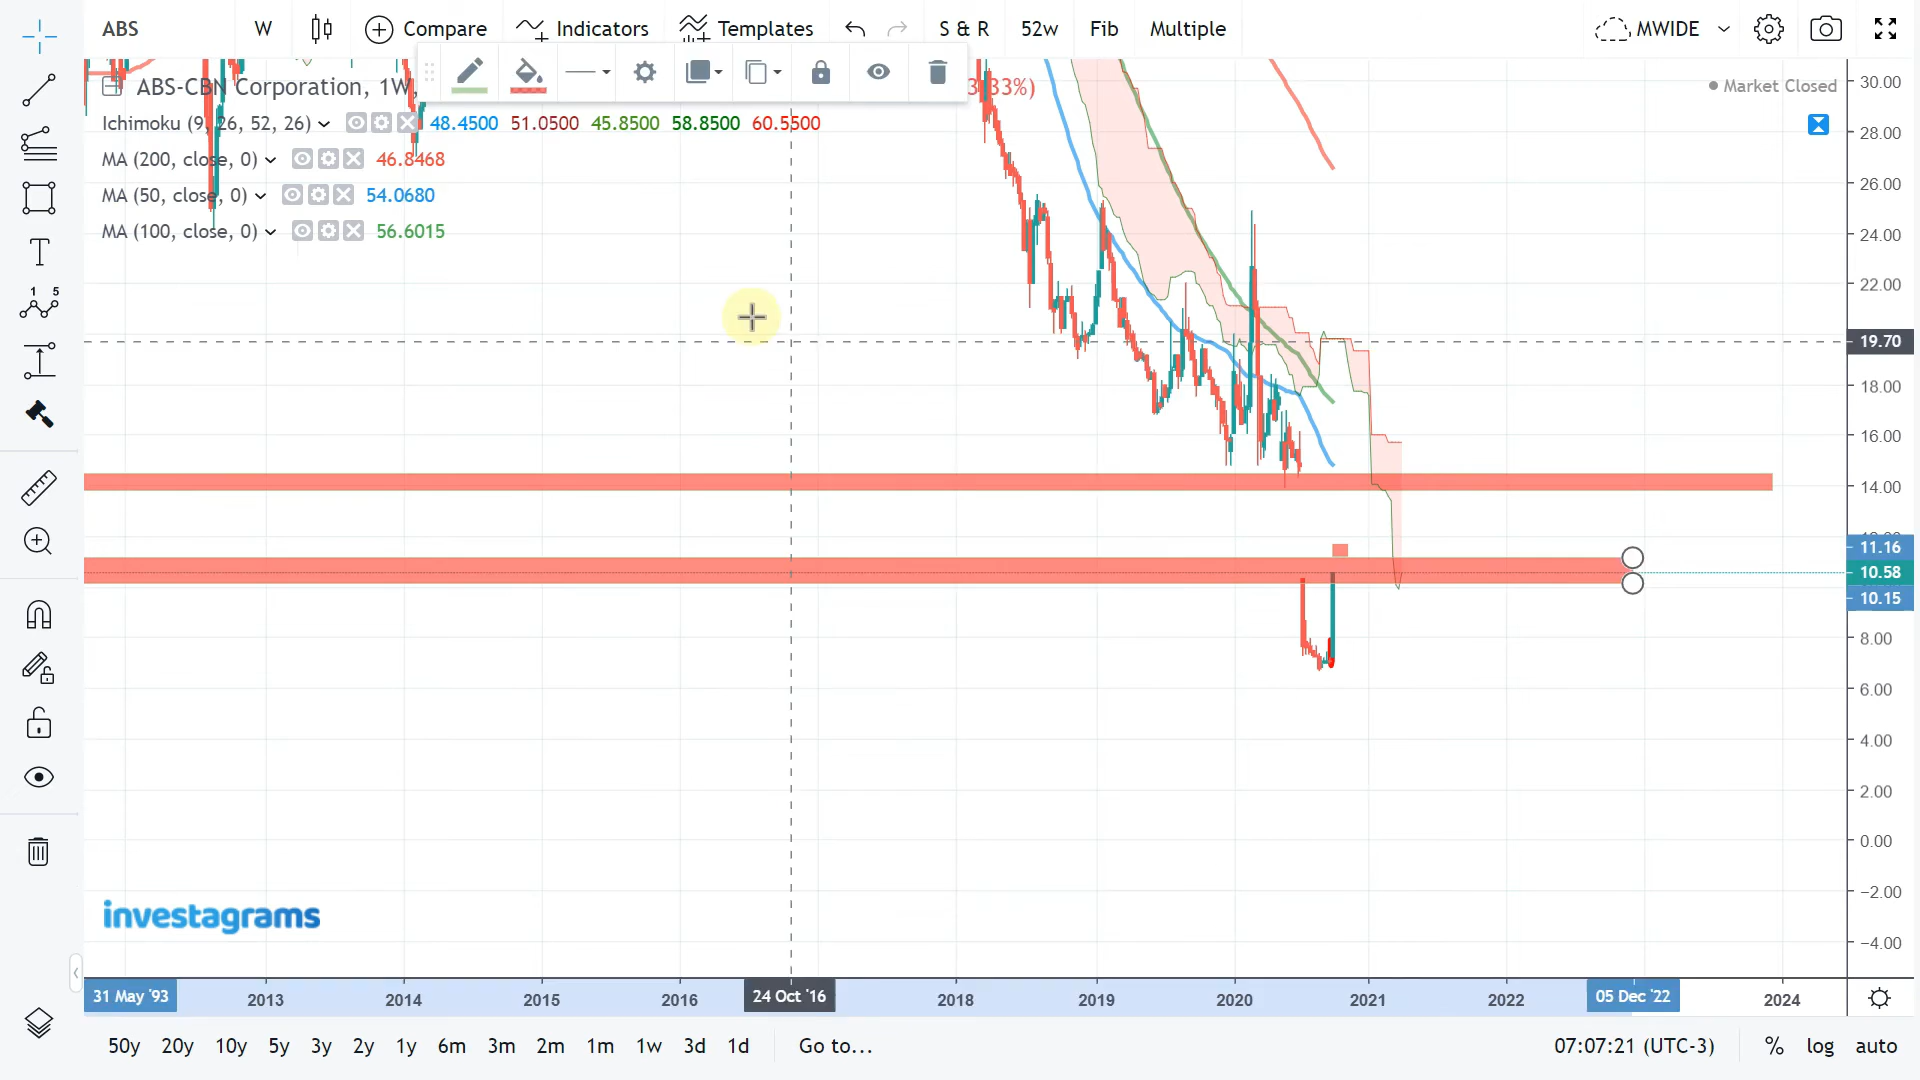 ABS W Compare Indicators Templates S & R 52w Fib Multiple MWIDE
ABS-CBN Corporation, 1W, 33%)
Market Closed
Ichimoku (9, 26, 52, 26) 48.4500 51.0500 45.8500 58.8500 60.5500
MA (200, close, 0) 46.8468
MA (50, close, 0) 54.0680
MA (100, close, 0) 56.6015
1 5
30.00
28.00
26.00
24.00
22.00
19.70
18.00
16.00
14.00
11.16
10.58
10.15
8.00
6.00
4.00
2.00
0.00
−2.00
−4.00
investagrams
31 May '93 2013 2014 2015 2016 24 Oct '16 2018 2019 2020 2021 2022 05 Dec '22 2024
50y 20y 10y 5y 3y 2y 1y 6m 3m 2m 1m 1w 3d 1d Go to... 07:07:21 (UTC-3) % log auto